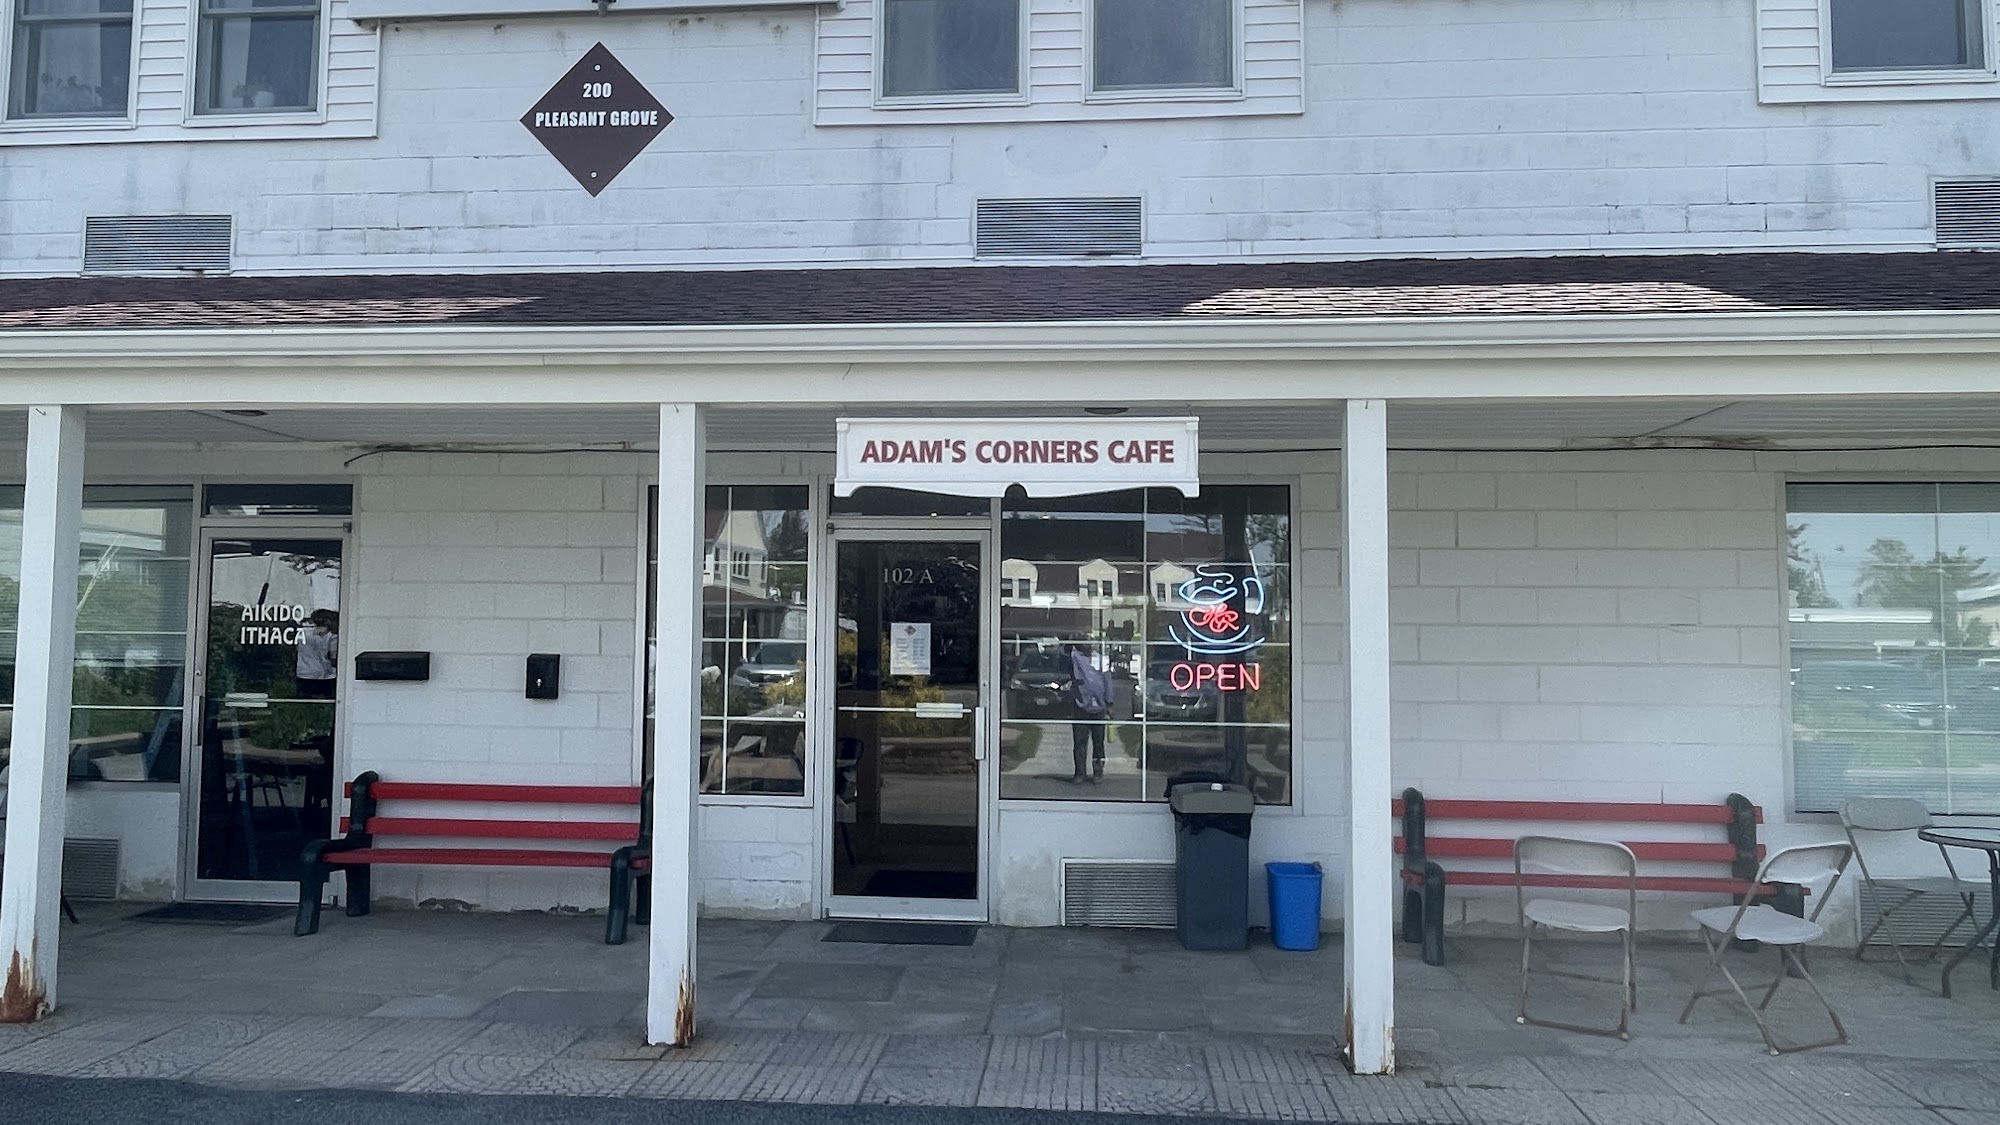 200
PLEASANT GROVE
ADAM'S CORNERS CAFE
AIKIDO
ITHACA
102 A
OPEN